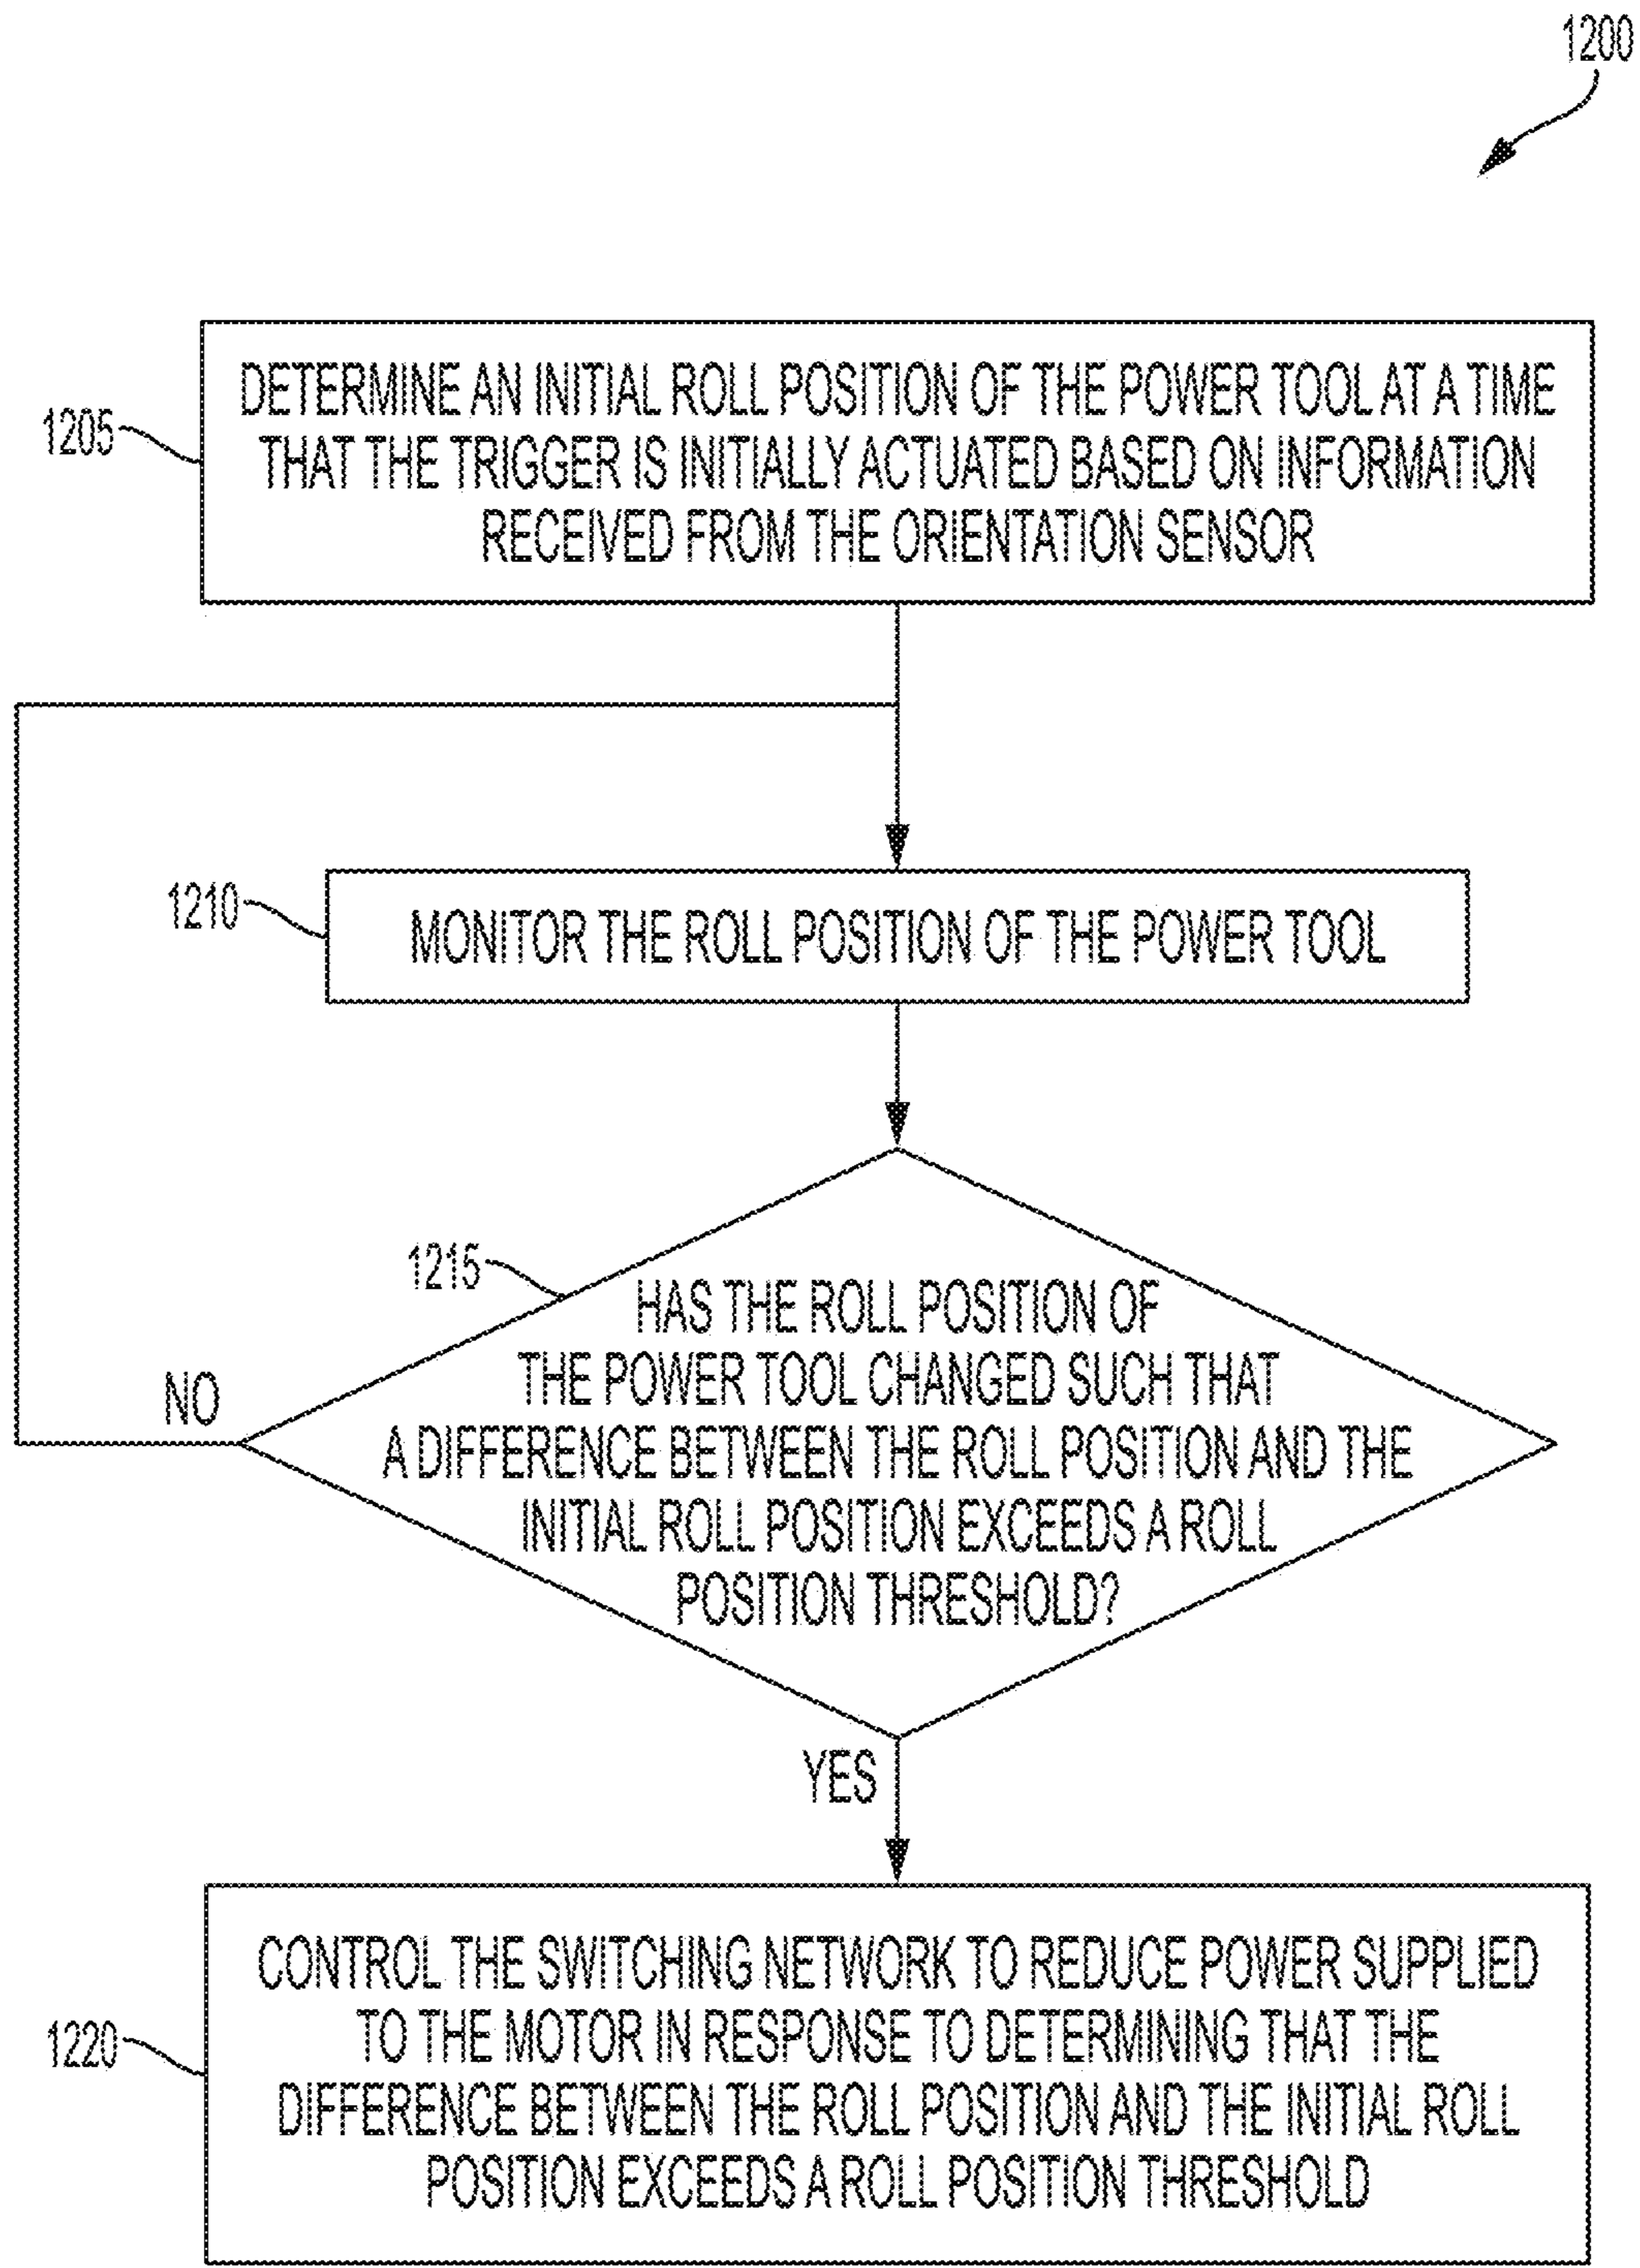 1200
1205
DETERMINE AN INITIAL ROLL POSITION OF THE POWER TOOL AT A TIME
THAT THE TRIGGER IS INITIALLY ACTUATED BASED ON INFORMATION
RECEIVED FROM THE ORIENTATION SENSOR
1210
MONITOR THE ROLL POSITION OF THE POWER TOOL
1215
HAS THE ROLL POSITION OF
THE POWER TOOL CHANGED SUCH THAT
A DIFFERENCE BETWEEN THE ROLL POSITION AND THE
INITIAL ROLL POSITION EXCEEDS A ROLL
POSITION THRESHOLD?
NO
YES
1220
CONTROL THE SWITCHING NETWORK TO REDUCE POWER SUPPLIED
TO THE MOTOR IN RESPONSE TO DETERMINING THAT THE
DIFFERENCE BETWEEN THE ROLL POSITION AND THE INITIAL ROLL
POSITION EXCEEDS A ROLL POSITION THRESHOLD